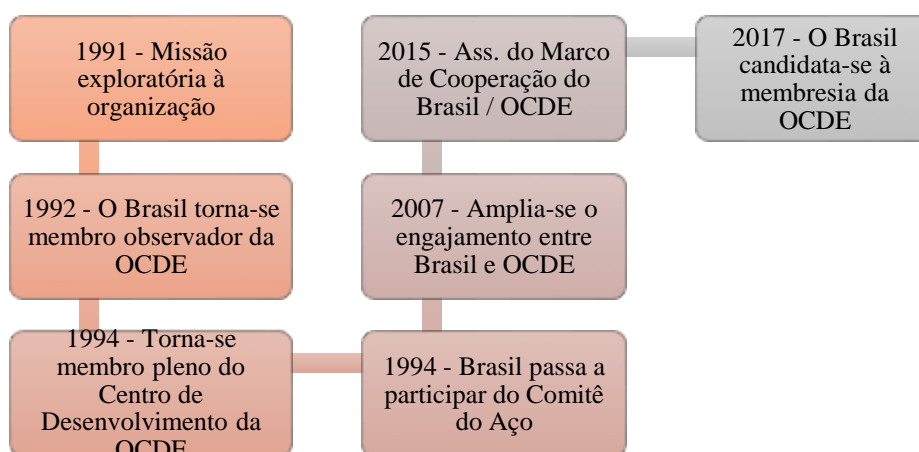 1991 - Missão
exploratória à
organização
1992 - O Brasil torna-se
membro observador da
OCDE
1994 - Torna-se
membro pleno do
Centro de
Desenvolvimento da
OCDE
1994 - Brasil passa a
participar do Comitê
do Aço
2007 - Amplia-se o
engajamento entre
Brasil e OCDE
2015 - Ass. do Marco
de Cooperação do
Brasil / OCDE
2017 - O Brasil
candidata-se à
membresia da
OCDE